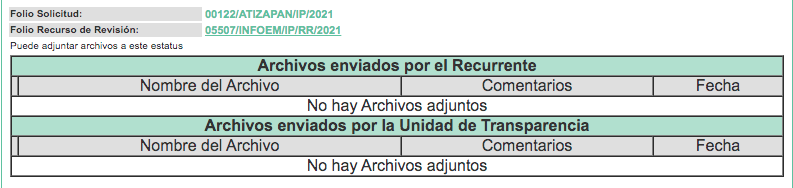 Folio Solicitud: 00122/ATIZAPAN/IP/2021
Folio Recurso de Revisión: 05507/INFOEM/IP/RR/2021
Puede adjuntar archivos a este estatus
Archivos enviados por el Recurrente
Nombre del Archivo Comentarios Fecha
No hay Archivos adjuntos
Archivos enviados por la Unidad de Transparencia
Nombre del Archivo Comentarios Fecha
No hay Archivos adjuntos